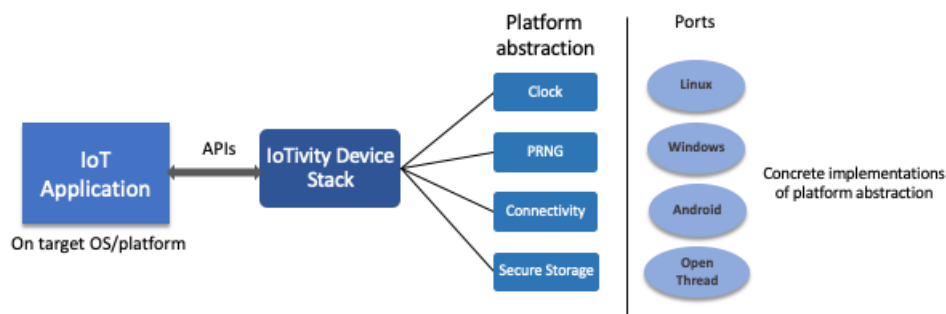 Platform
abstraction
Ports
Clock
Linux
IoT
Application
APIs
IoTivity Device
Stack
PRNG
Windows
Concrete implementations
of platform abstraction
Connectivity
Android
On target OS/platform
Secure Storage
Open
Thread